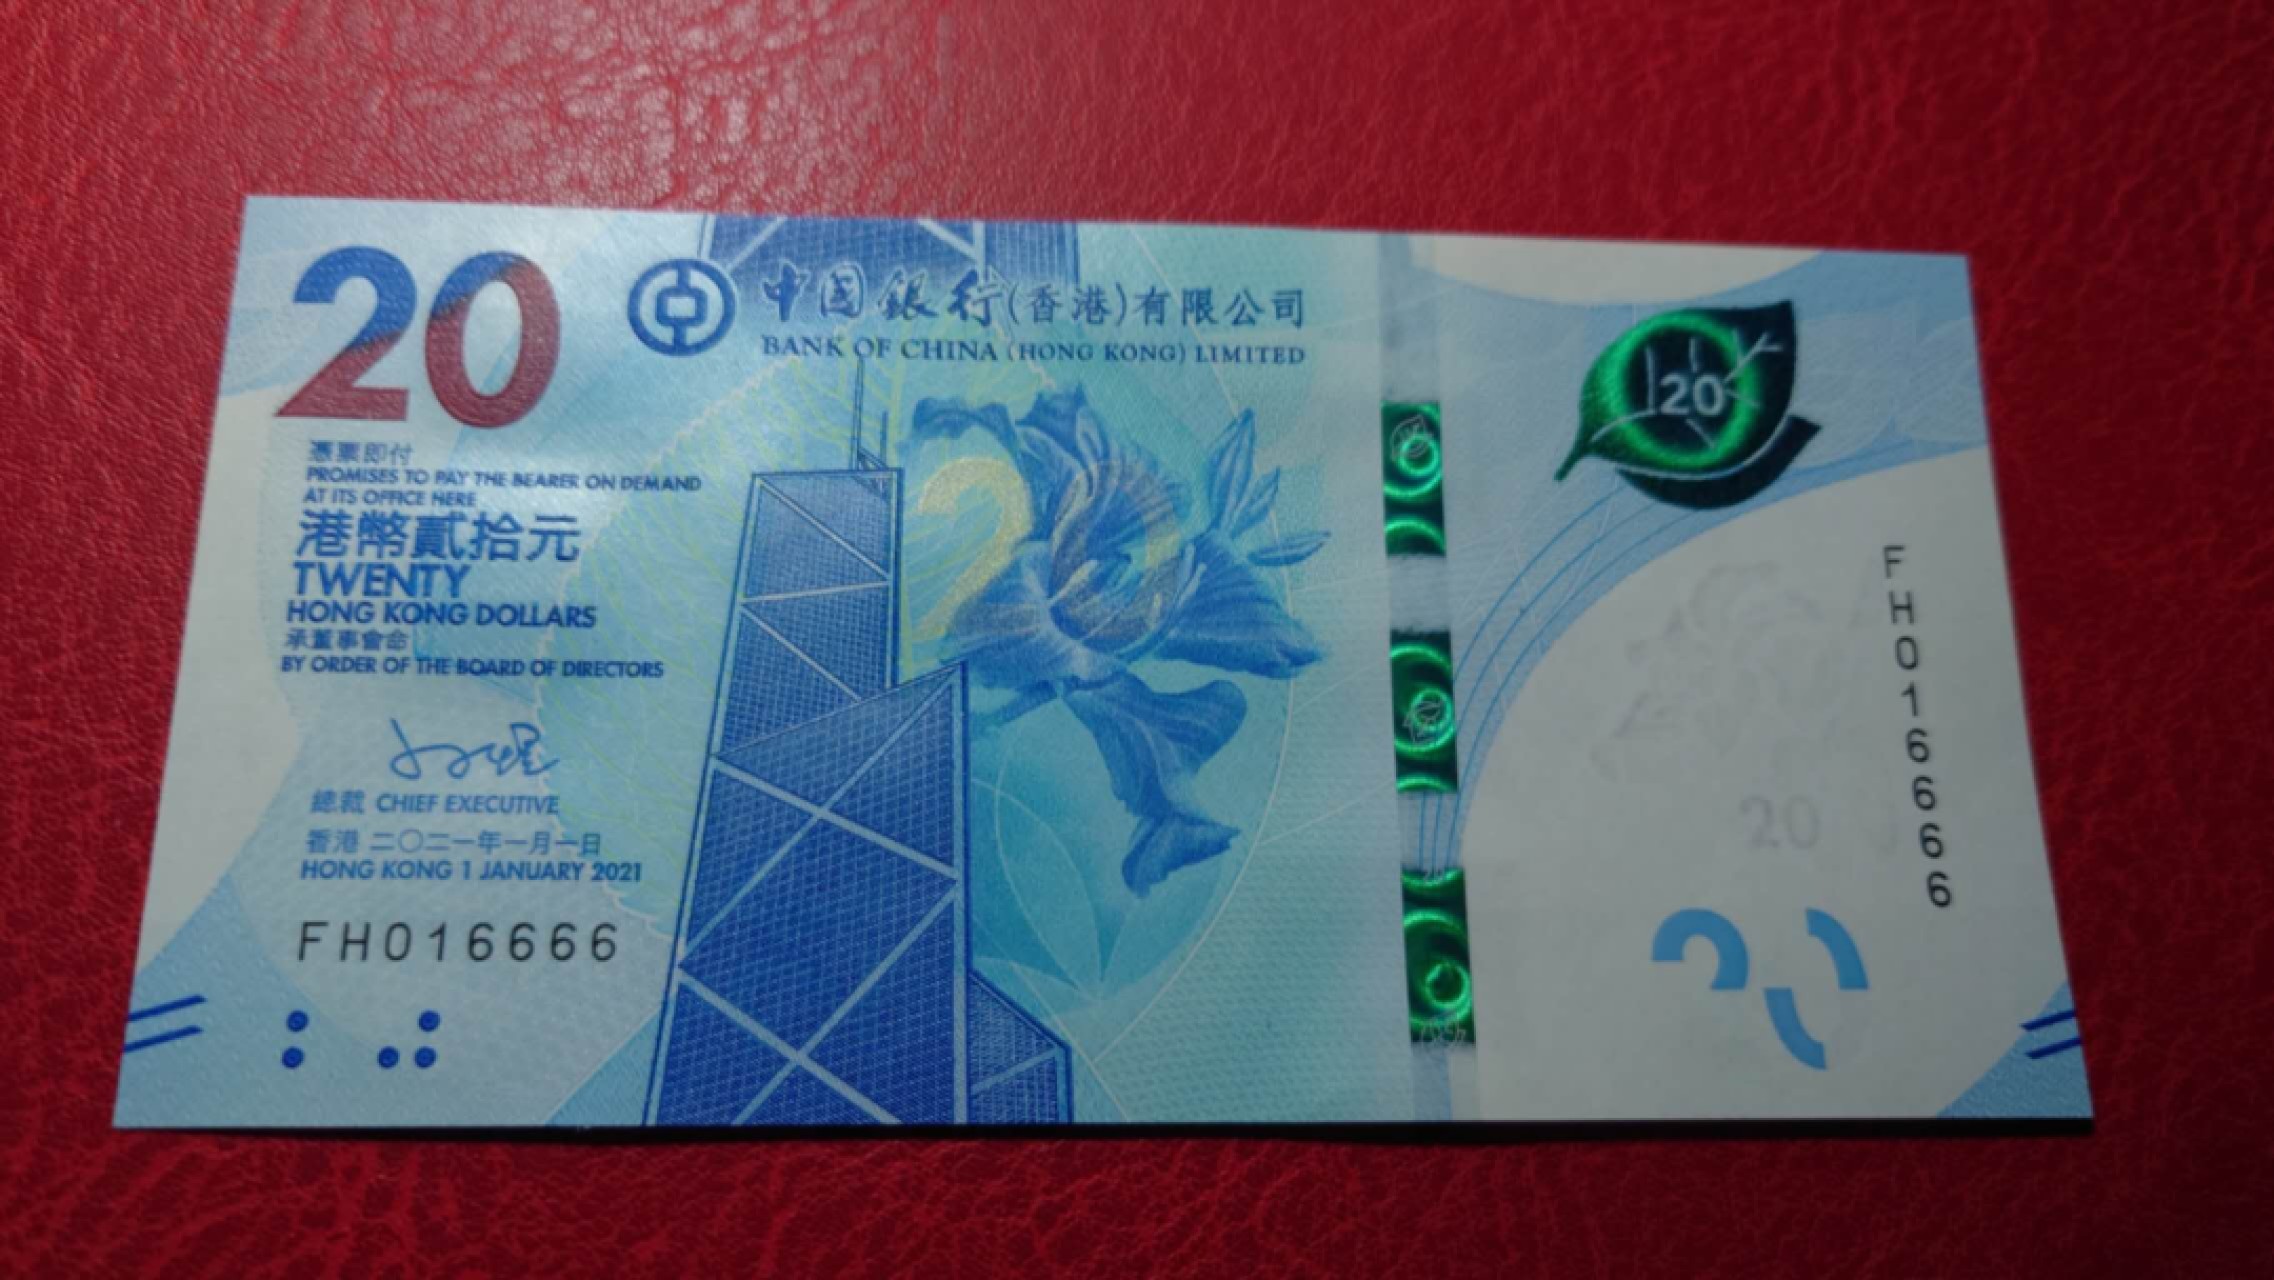 20
中国銀行(香港)有限公司
BANK OF CHINA (HONG KONG) LIMITED
憑票即付
PROMISES TO PAY THE BEARER ON DEMAND
AT ITS OFFICE HERE
港幣貳拾元
TWENTY
HONG KONG DOLLARS
承董事會命
BY ORDER OF THE BOARD OF DIRECTORS
總裁 CHIEF EXECUTIVE
香港 二〇二一年一月一日
HONG KONG 1 JANUARY 2021
FH016666
20
20
FH016666
20
20